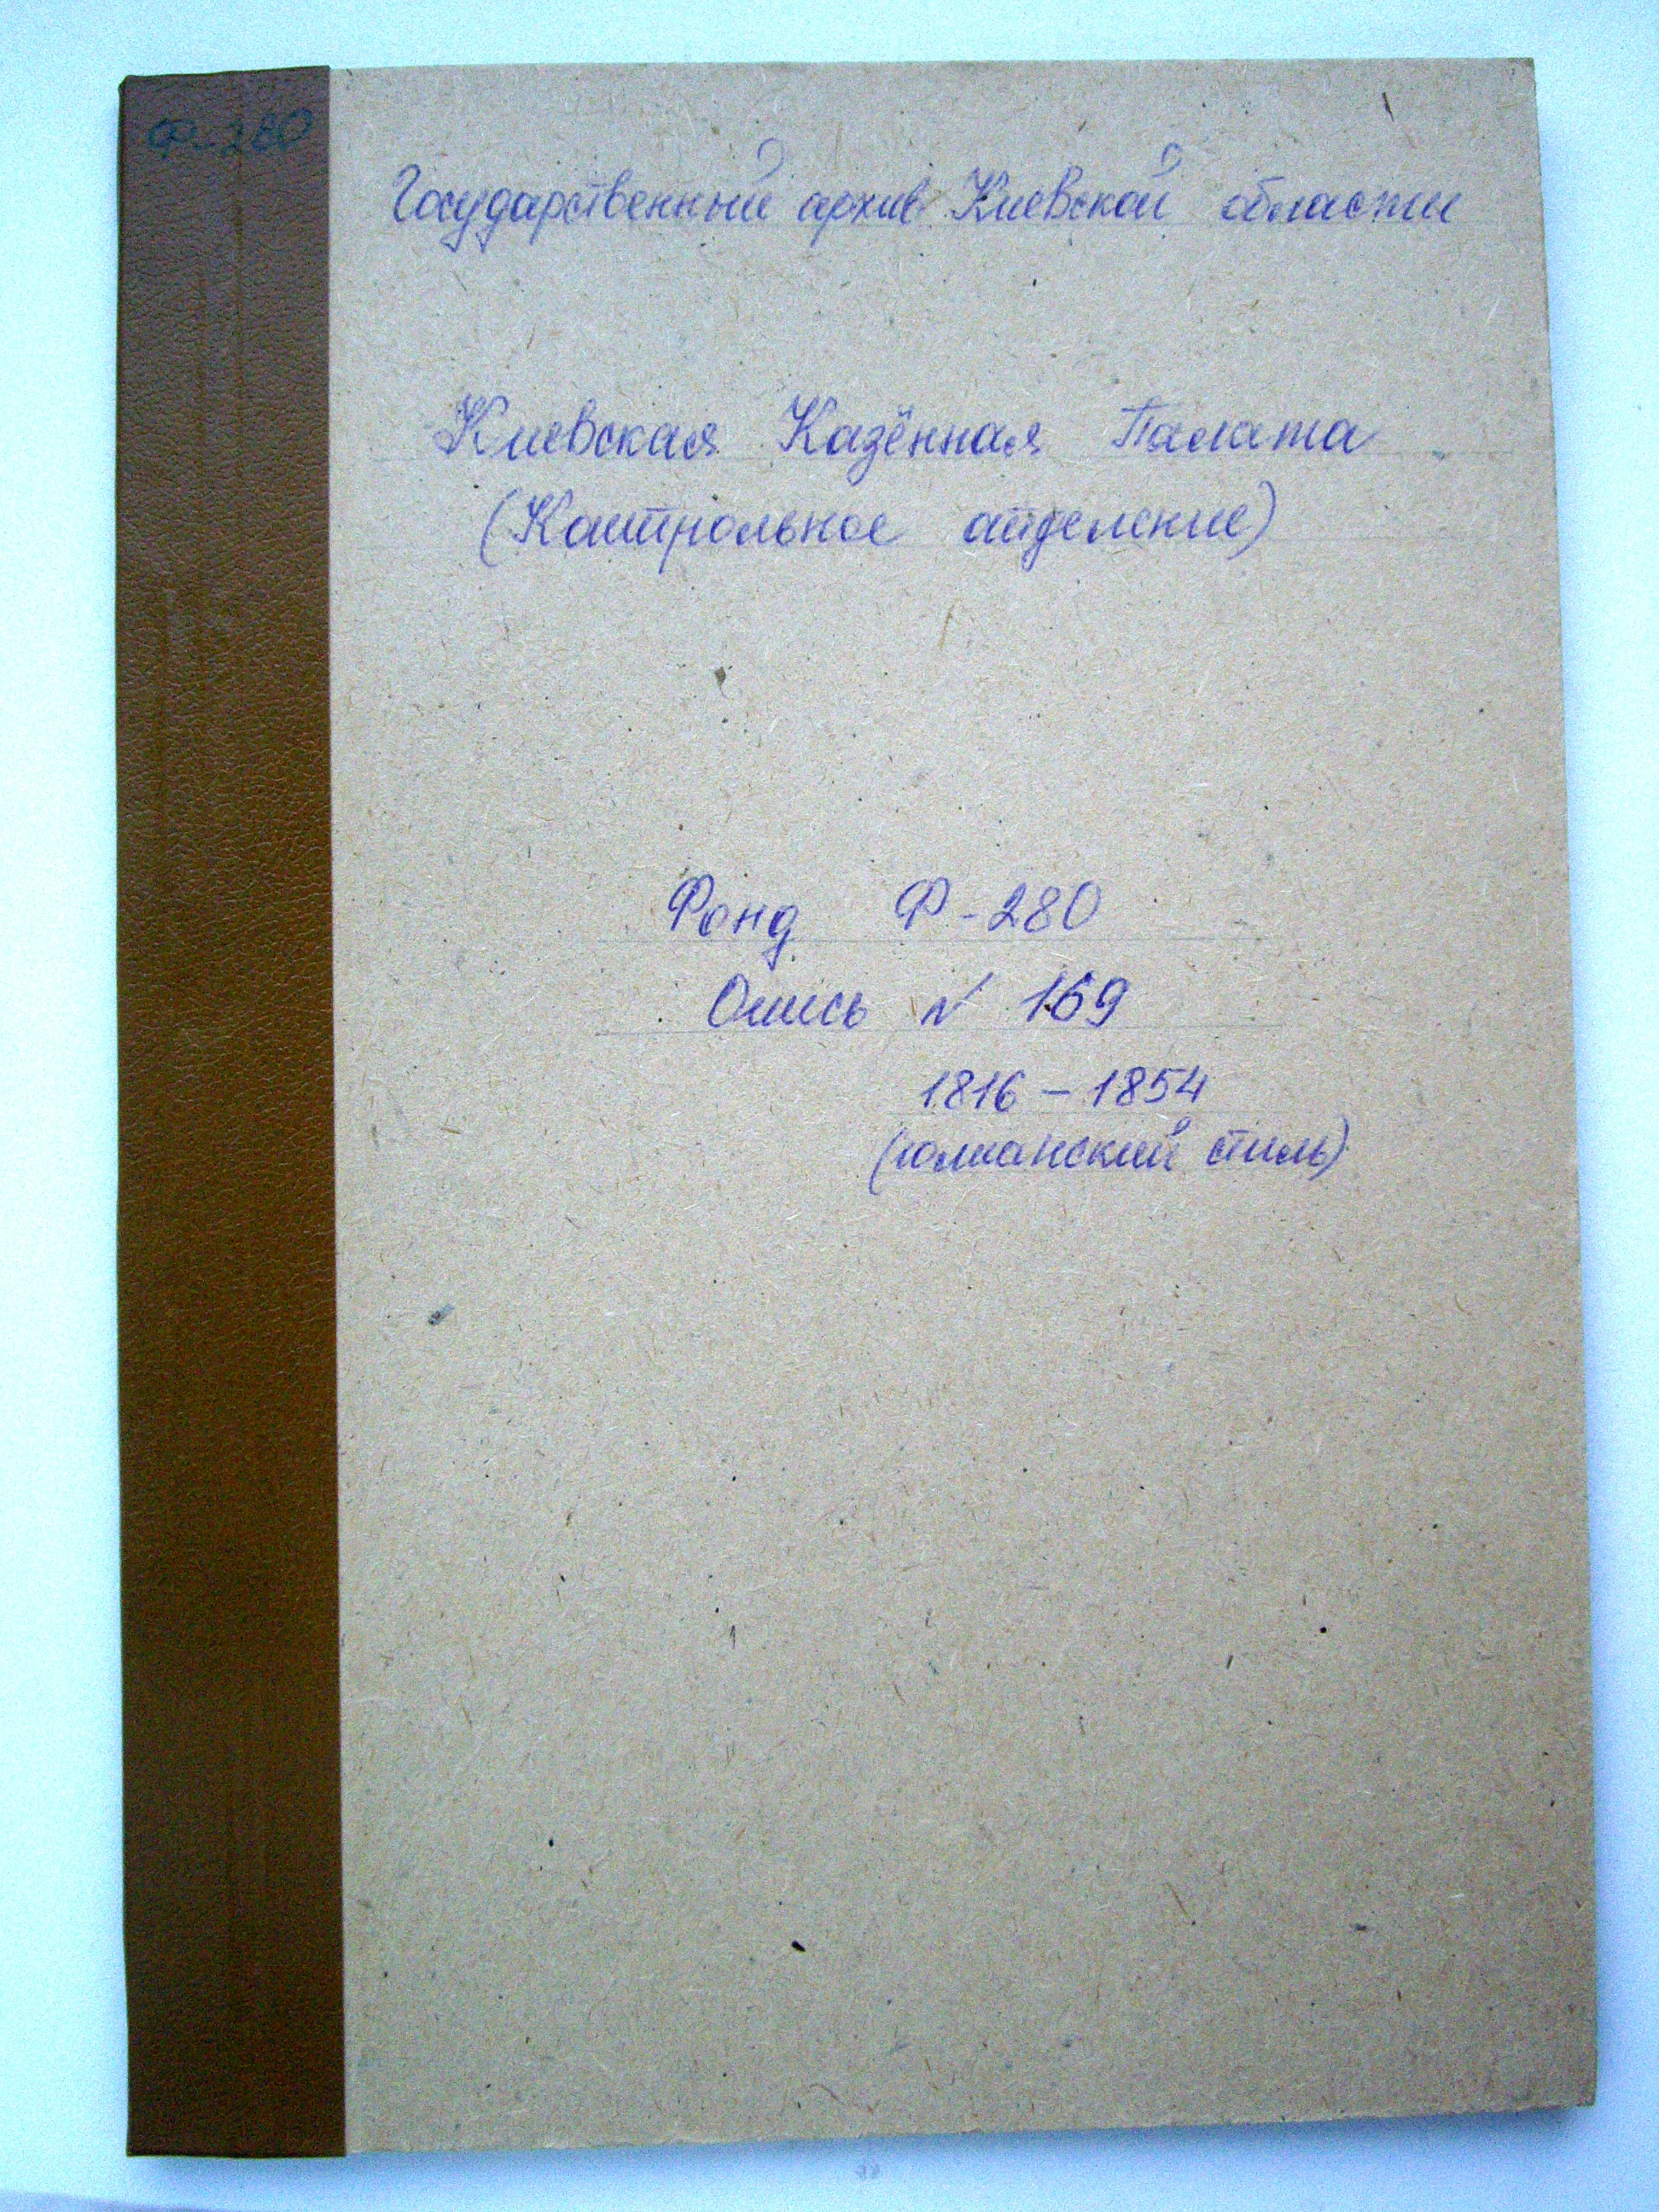 Ф-280
Государственный архив Киевской области
Киевская Казённая Палата
(Контрольное отделение)
Фонд Ф-280
Опись № 169
1816 - 1854
(юлианский стиль)